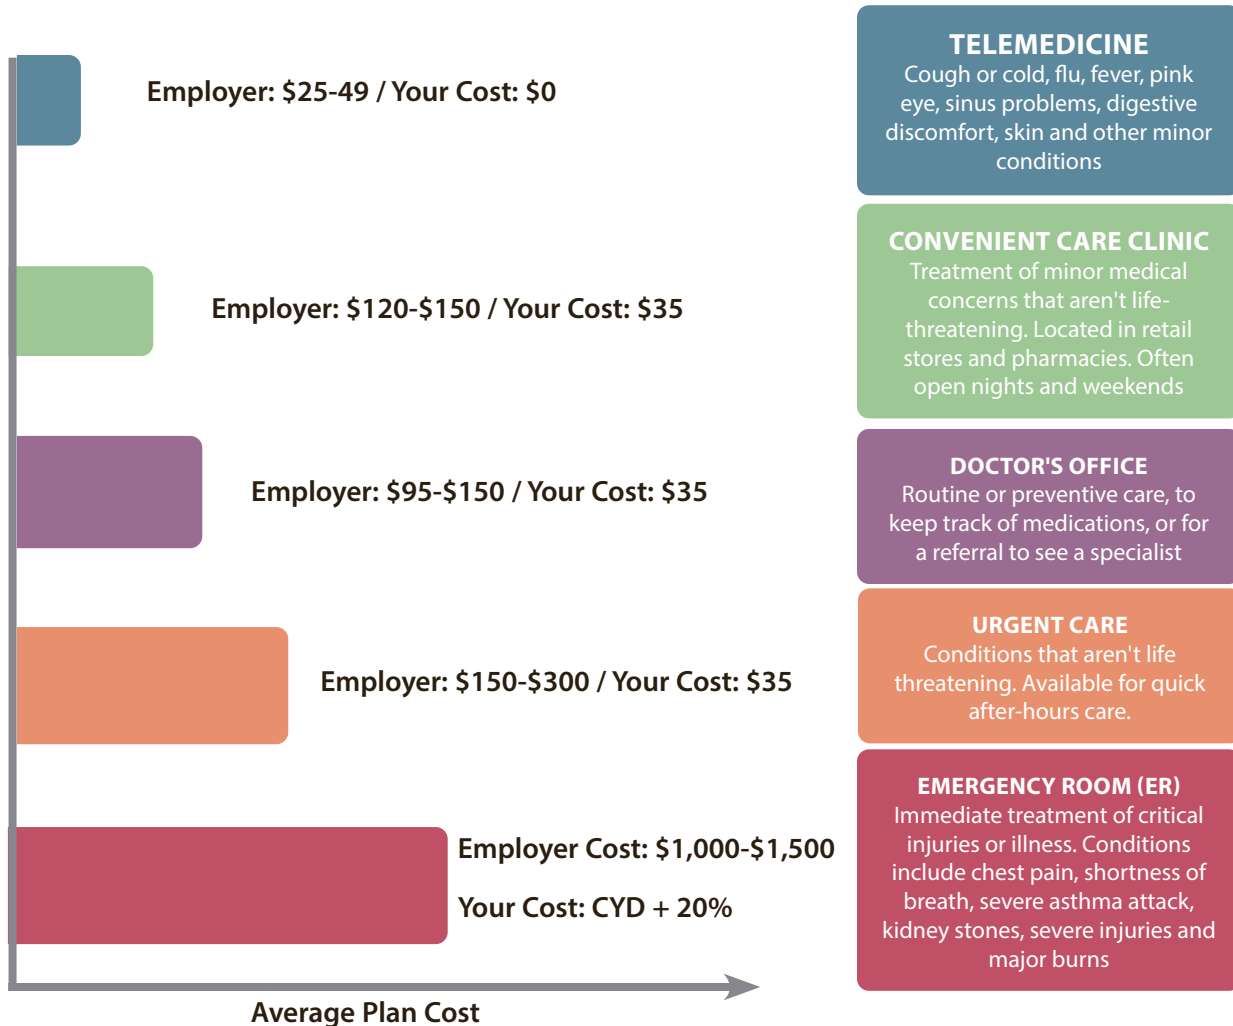 Employer: $25-49 / Your Cost: $0
TELEMEDICINE
Cough or cold, flu, fever, pink
eye, sinus problems, digestive
discomfort, skin and other minor
conditions
Employer: $120-$150 / Your Cost: $35
CONVENIENT CARE CLINIC
Treatment of minor medical
concerns that aren't life-
threatening. Located in retail
stores and pharmacies. Often
open nights and weekends
Employer: $95-$150 / Your Cost: $35
DOCTOR'S OFFICE
Routine or preventive care, to
keep track of medications, or for
a referral to see a specialist
Employer: $150-$300 / Your Cost: $35
URGENT CARE
Conditions that aren't life
threatening. Available for quick
after-hours care.
Employer Cost: $1,000-$1,500
Your Cost: CYD + 20%
EMERGENCY ROOM (ER)
Immediate treatment of critical
injuries or illness. Conditions
include chest pain, shortness of
breath, severe asthma attack,
kidney stones, severe injuries and
major burns
Average Plan Cost